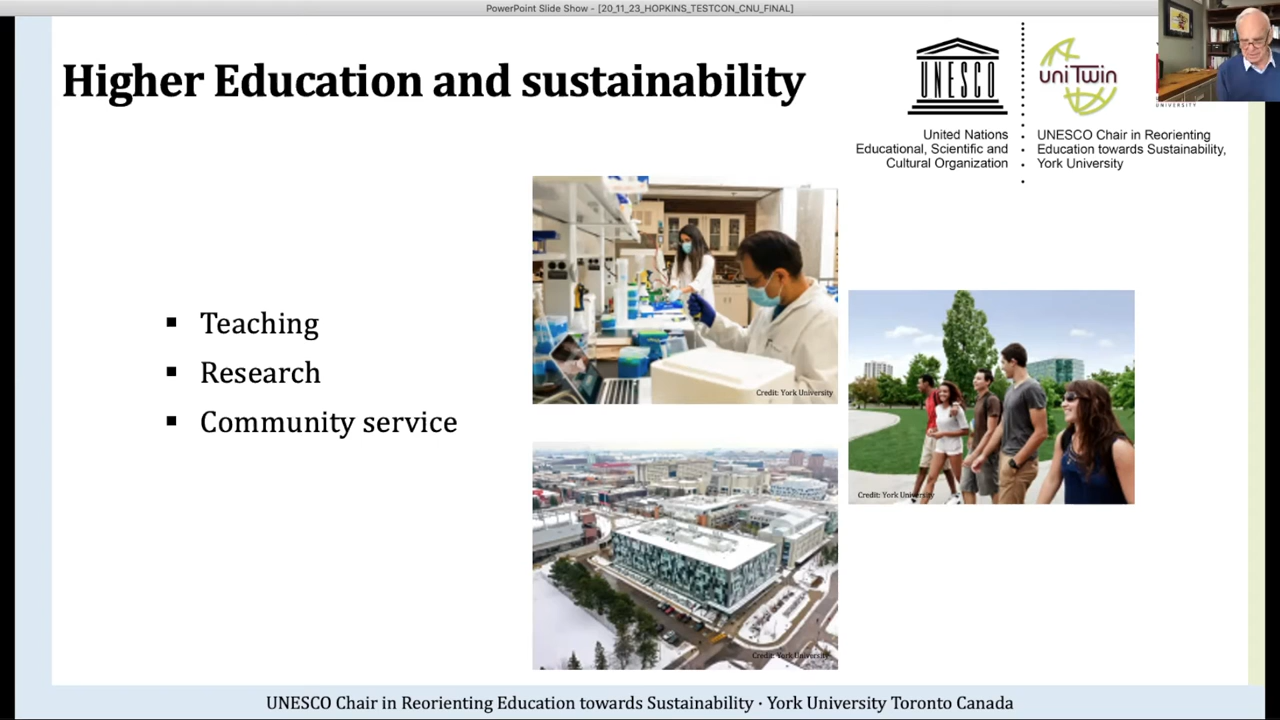 PowerPoint Slide Show - [20_11_23_HOPKINS_TESTCON_CNU_FINAL]
Higher Education and sustainability
UNESCO
uniTwin
UNIVERSITY
United Nations
Educational, Scientific and
Cultural Organization
UNESCO Chair in Reorienting
Education towards Sustainability,
York University
▪ Teaching
▪ Research
▪ Community service
Credit: York University
Credit: York University
Credit: York University
UNESCO Chair in Reorienting Education towards Sustainability · York University Toronto Canada